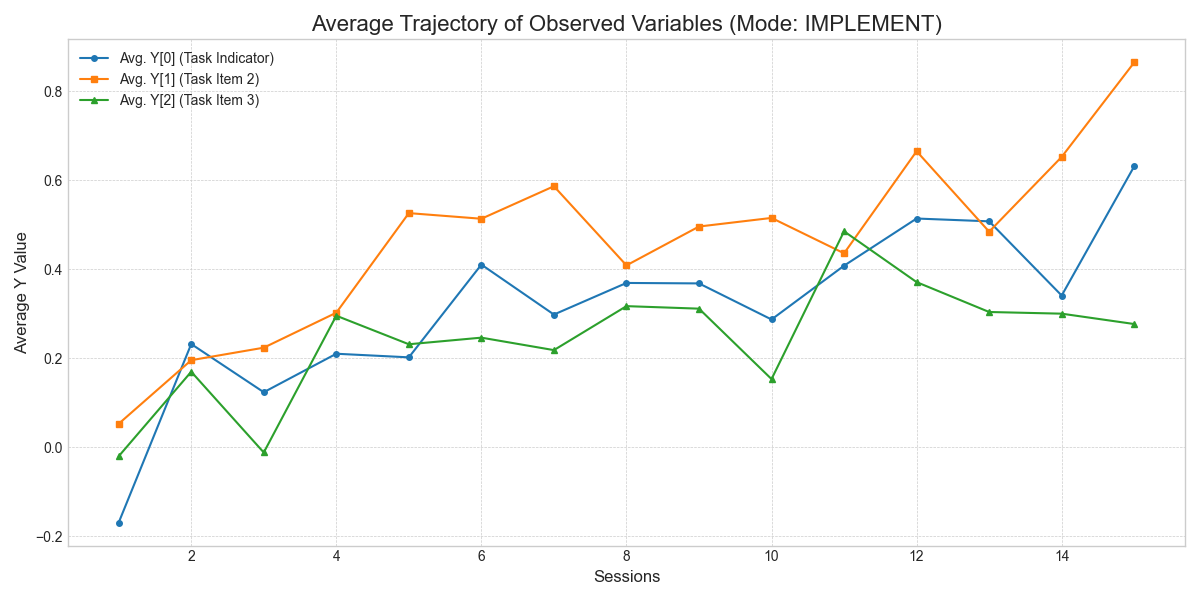 Average Trajectory of Observed Variables (Mode: IMPLEMENT)
Avg. Y[0] (Task Indicator)
Avg. Y[1] (Task Item 2)
Avg. Y[2] (Task Item 3)
Average Y Value
0.8
0.6
0.4
0.2
0.0
−0.2
2 4 6 8 10 12 14
Sessions